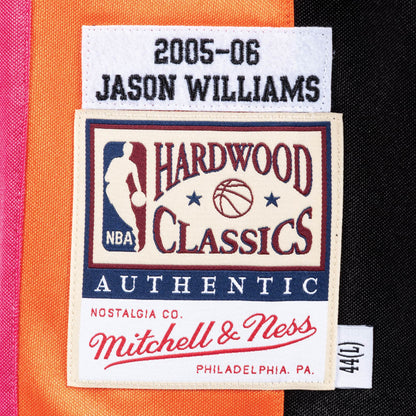 2005-06
JASON WILLIAMS
HARDWOOD
NBA
CLASSICS
AUTHENTIC
NOSTALGIA CO.
Mitchell & Ness
PHILADELPHIA, PA.
44(L)